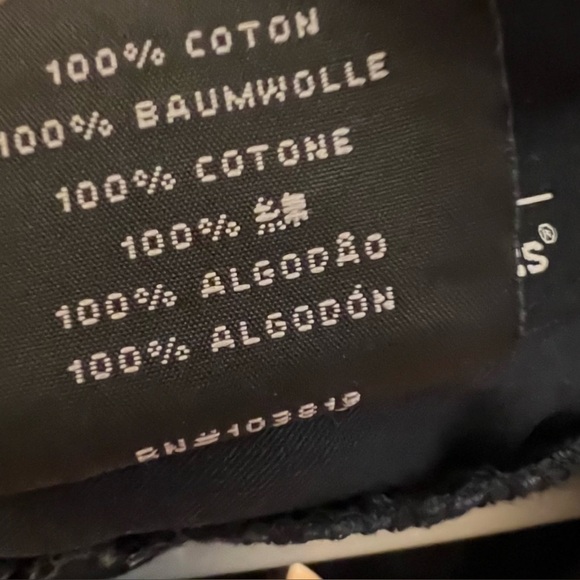 100% COTON
100% BAUMWOLLE
100% COTONE
100% 綿
100% ALGODÃO
100% ALGODÓN
RN#103819
S®